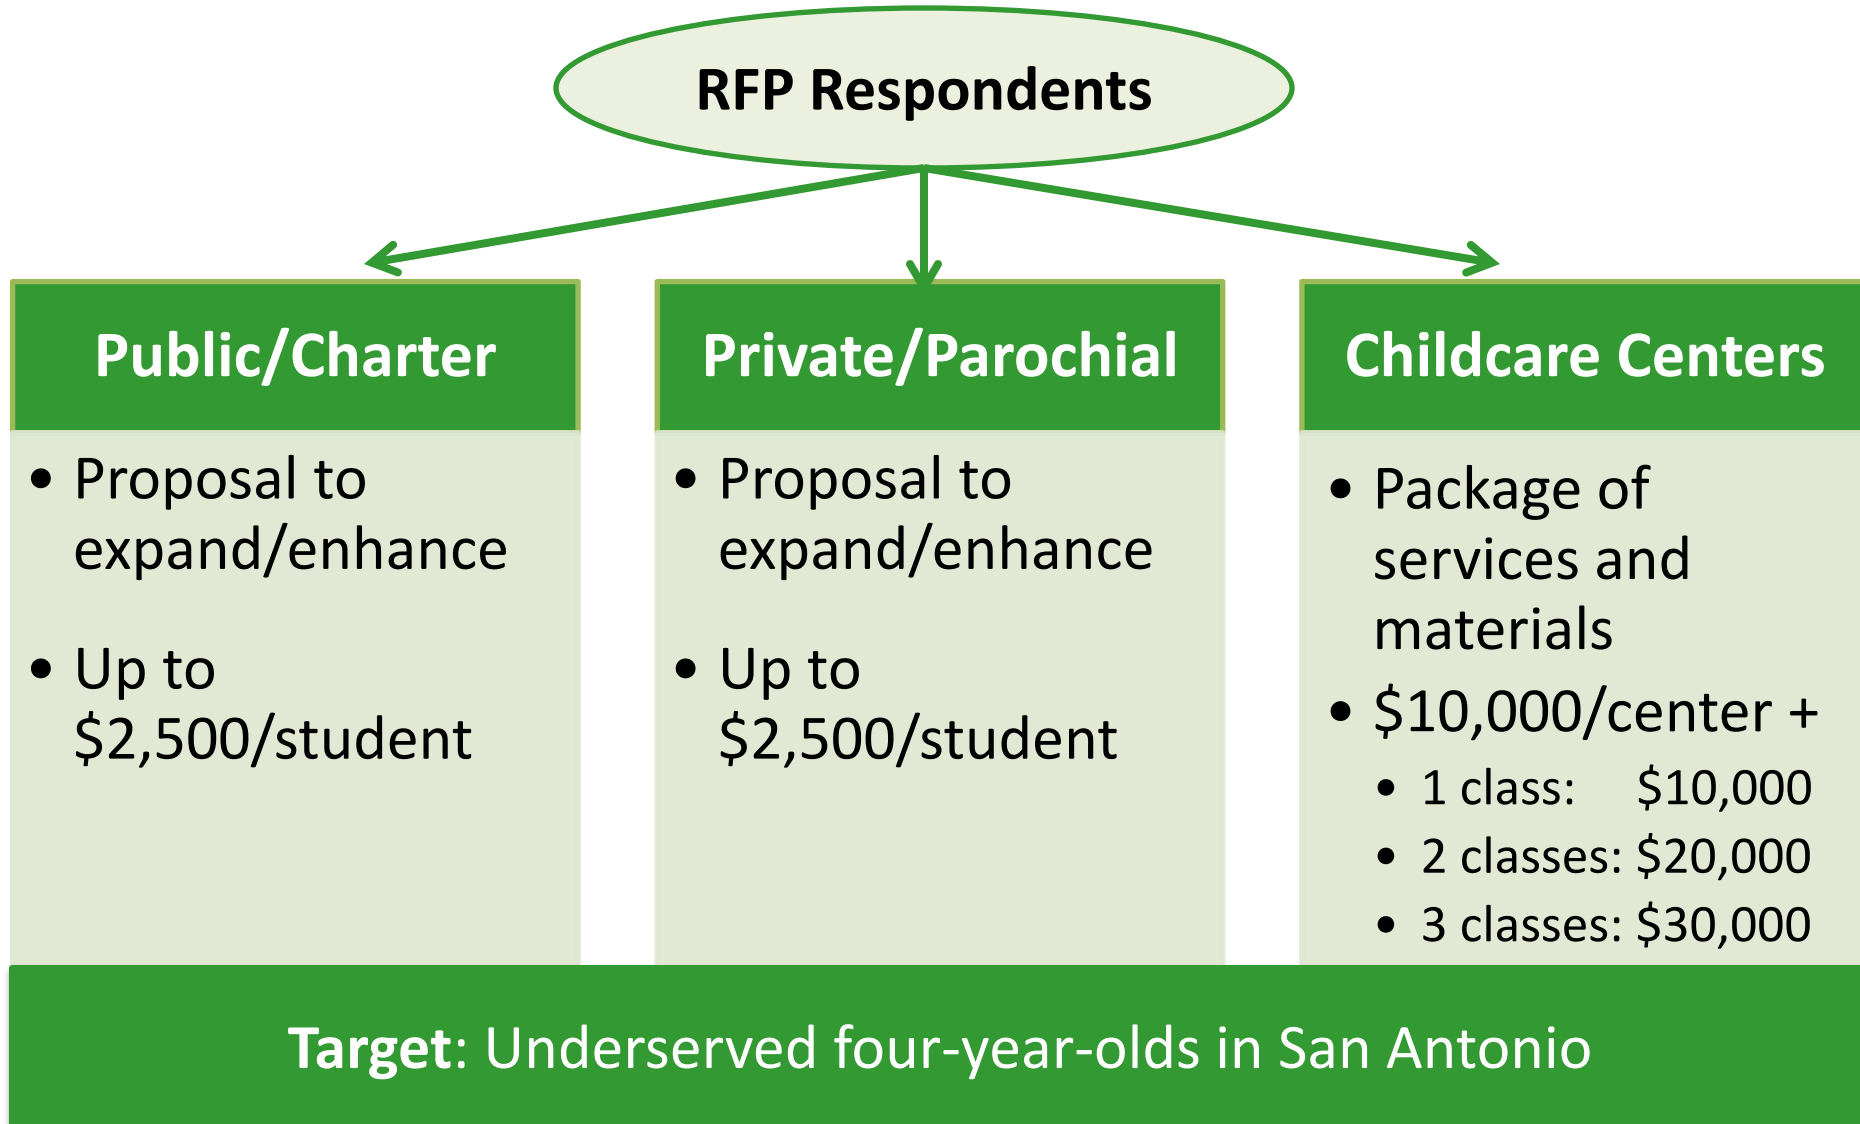 RFP Respondents
Public/Charter
• Proposal to
expand/enhance
• Up to
$2,500/student
Private/Parochial
• Proposal to
expand/enhance
• Up to
$2,500/student
Childcare Centers
• Package of
services and
materials
• $10,000/center +
• 1 class: $10,000
• 2 classes: $20,000
• 3 classes: $30,000
Target: Underserved four-year-olds in San Antonio